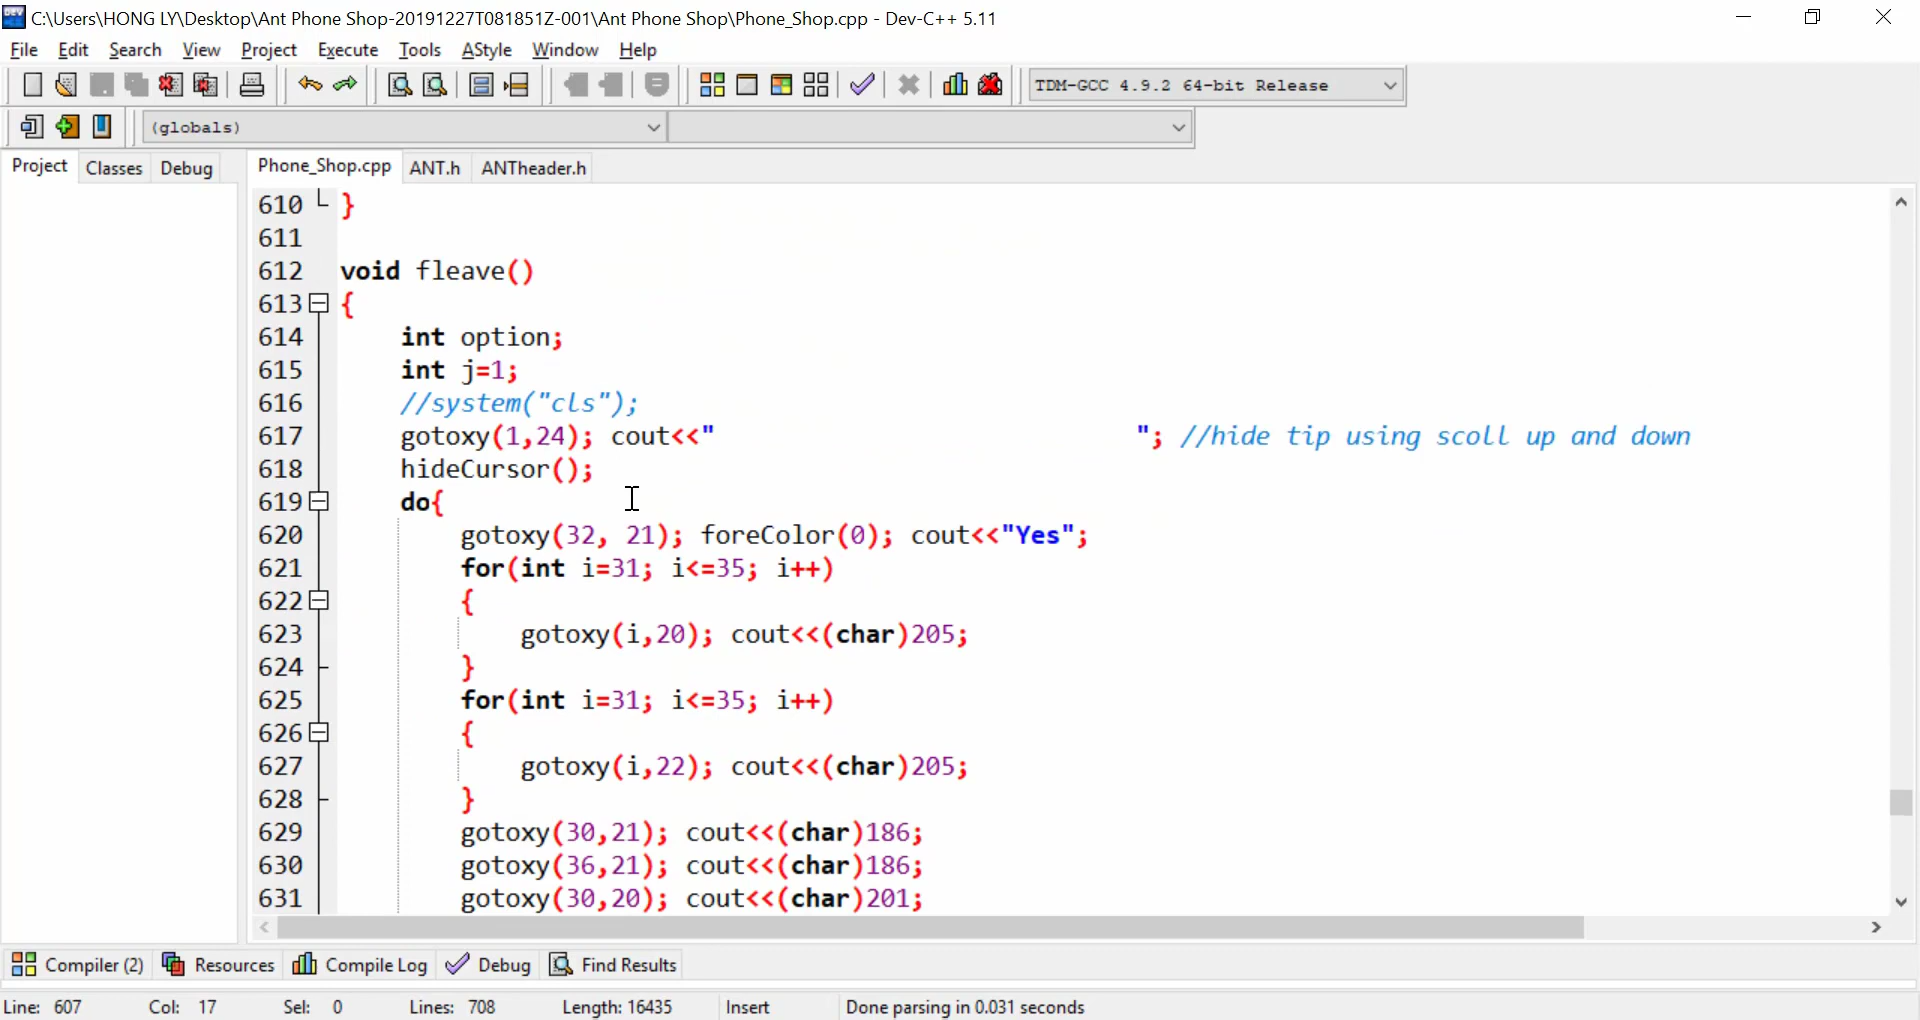 C:\Users\HONG LY\Desktop\Ant Phone Shop-20191227T081851Z-001\Ant Phone Shop\Phone_Shop.cpp - Dev-C++ 5.11
File Edit Search View Project Execute Tools AStyle Window Help
TDM-GCC 4.9.2 64-bit Release
(globals)
Project Classes Debug
Phone_Shop.cpp ANT.h ANTheader.h
610 }
611
612 void fleave()
613 {
614 int option;
615 int j=1;
616 //system("cls");
617 gotoxy(1,24); cout<<" "; //hide tip using scoll up and down
618 hideCursor();
619 do{
620 gotoxy(32, 21); foreColor(0); cout<<"Yes";
621 for(int i=31; i<=35; i++)
622 {
623 gotoxy(i,20); cout<<(char)205;
624 }
625 for(int i=31; i<=35; i++)
626 {
627 gotoxy(i,22); cout<<(char)205;
628 }
629 gotoxy(30,21); cout<<(char)186;
630 gotoxy(36,21); cout<<(char)186;
631 gotoxy(30,20); cout<<(char)201;
Compiler (2) Resources Compile Log Debug Find Results
Line: 607 Col: 17 Sel: 0 Lines: 708 Length: 16435 Insert Done parsing in 0.031 seconds